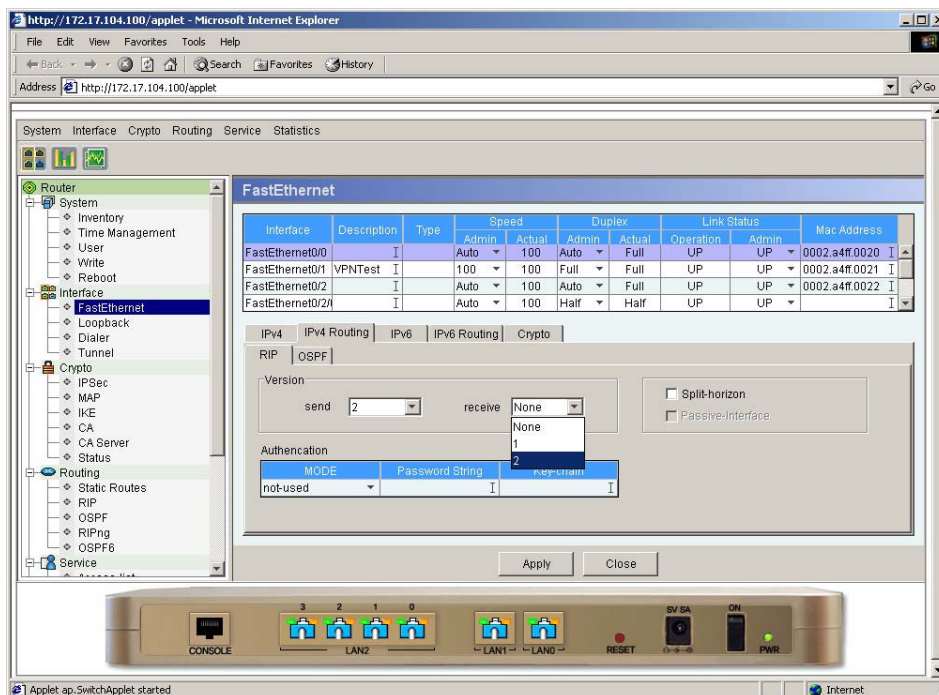 http://172.17.104.100/applet - Microsoft Internet Explorer
File Edit View Favorites Tools Help
Back Search Favorites History
Address http://172.17.104.100/applet Go
System Interface Crypto Routing Service Statistics
Router
System
Inventory
Time Management
User
Write
Reboot
Interface
FastEthernet
Loopback
Dialer
Tunnel
Crypto
IPSec
MAP
IKE
CA
CA Server
Status
Routing
Static Routes
RIP
OSPF
RIPng
OSPF6
Service
FastEthernet
Interface Description Type Speed Duplex Link Status Mac Address
Admin Actual Admin Actual Operation Admin
FastEthernet0/0 Auto 100 Auto Full UP UP 0002.a4ff.0020
FastEthernet0/1 VPNTest 100 100 Full Full UP UP 0002.a4ff.0021
FastEthernet0/2 Auto 100 Auto Full UP UP 0002.a4ff.0022
FastEthernet0/2/ Auto 100 Half Half UP UP
IPv4 IPv4 Routing IPv6 IPv6 Routing Crypto
RIP OSPF
Version
send 2 receive None
None
1
2
Split-horizon
Passive-Interface
Authencation
MODE Password String Key-chain
not-used
Apply Close
3 2 1 0
CONSOLE LAN2 LAN1 LAN0 RESET 5V 5A ON PWR
Applet ap.SwitchApplet started Internet